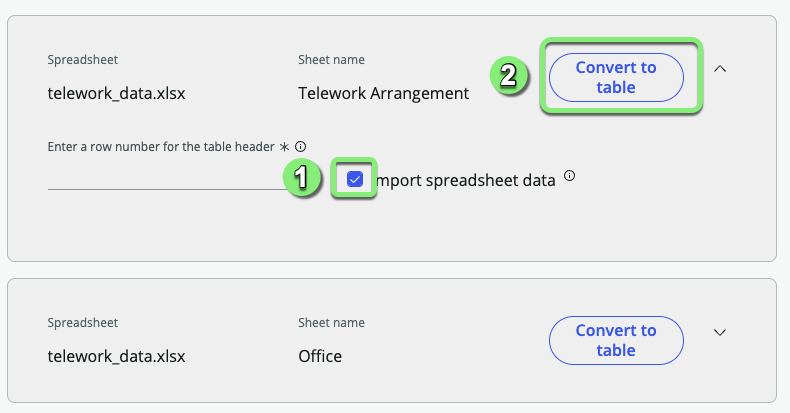 Spreadsheet
Sheet name
telework_data.xlsx
Telework Arrangement
2
Convert to
table
Enter a row number for the table header *
1
mport spreadsheet data
Spreadsheet
Sheet name
telework_data.xlsx
Office
Convert to
table